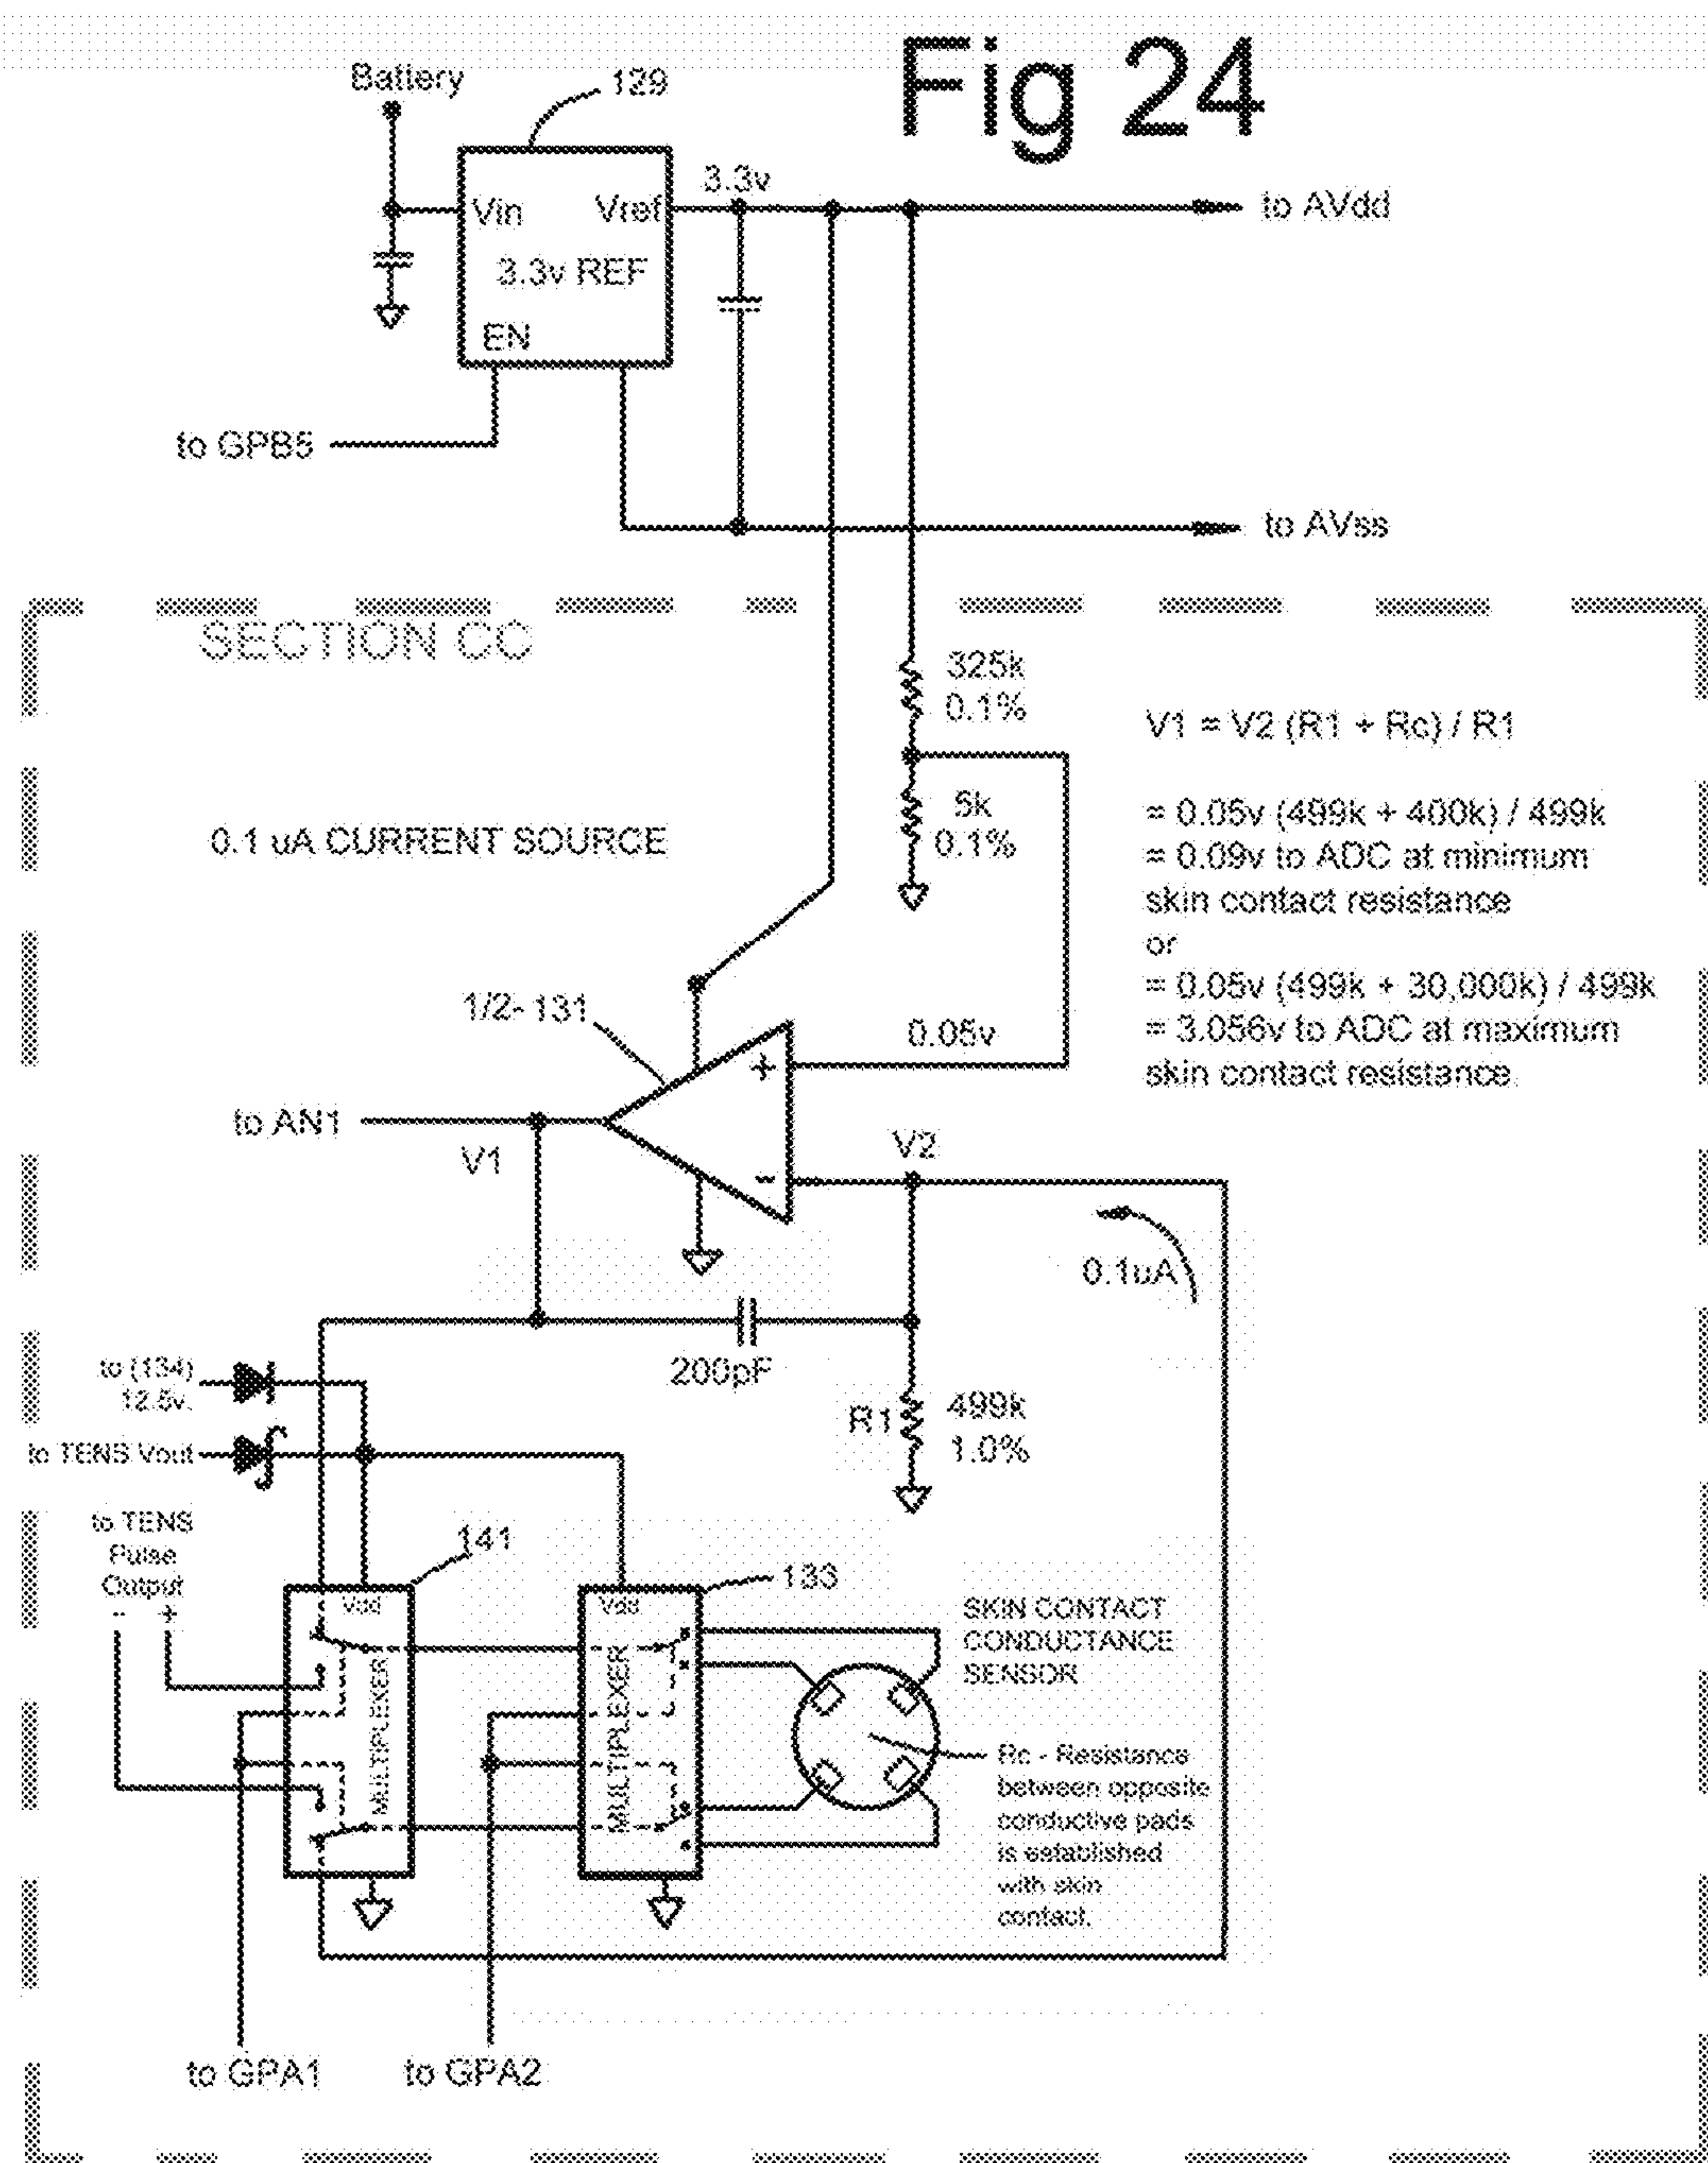 Fig 24
Battery
129
3.3v
Vin
Vref
to AVdd
3.3v REF
EN
to GPB5
to AVss
SECTION CC
325k
0.1%
V1 = V2 (R1 + Rc) / R1
5k
0.1%
0.1 uA CURRENT SOURCE
= 0.05v (499k + 400k) / 499k
= 0.09v to ADC at minimum
skin contact resistance
or
= 0.05v (499k + 30,000k) / 499k
= 3.056v to ADC at maximum
skin contact resistance
1/2- 131
0.05v
+
to AN1
V1
V2
-
0.1uA
200pF
to (134)
12.5v.
R1
499k
1.0%
to TENS Vout
to TENS
Pulse
Output
- +
141
133
Vdd
Vdd
MULTIPLEXER
MULTIPLEXER
SKIN CONTACT
CONDUCTANCE
SENSOR
Rc - Resistance
between opposite
conductive pads
is established
with skin
contact.
to GPA1
to GPA2